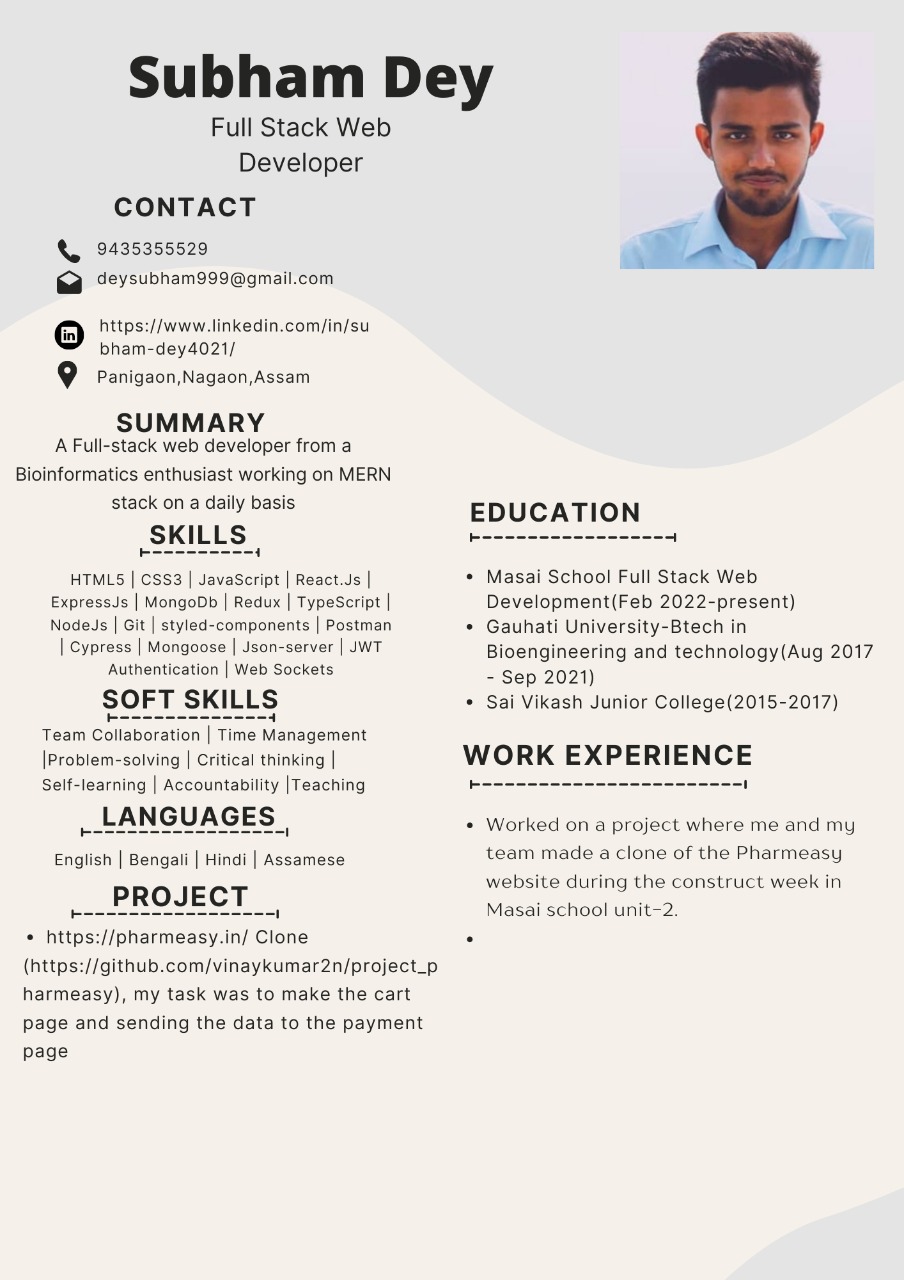 Subham Dey
Full Stack Web
Developer
CONTACT
9435355529
deysubham999@gmail.com
https://www.linkedin.com/in/su
bham-dey4021/
Panigaon,Nagaon,Assam
SUMMARY
A Full-stack web developer from a
Bioinformatics enthusiast working on MERN
stack on a daily basis
SKILLS
HTML5 | CSS3 | JavaScript | React.Js |
ExpressJs | MongoDb | Redux | TypeScript |
NodeJs | Git | styled-components | Postman
| Cypress | Mongoose | Json-server | JWT
Authentication | Web Sockets
SOFT SKILLS
Team Collaboration | Time Management
|Problem-solving | Critical thinking |
Self-learning | Accountability |Teaching
LANGUAGES
English | Bengali | Hindi | Assamese
PROJECT
• https://pharmeasy.in/ Clone
(https://github.com/vinaykumar2n/project_p
harmeasy), my task was to make the cart
page and sending the data to the payment
page
EDUCATION
• Masai School Full Stack Web
Development(Feb 2022-present)
• Gauhati University-Btech in
Bioengineering and technology(Aug 2017
- Sep 2021)
• Sai Vikash Junior College(2015-2017)
WORK EXPERIENCE
• Worked on a project where me and my
team made a clone of the Pharmeasy
website during the construct week in
Masai school unit-2.
•